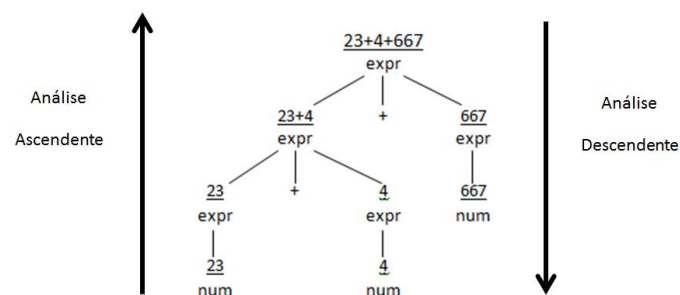 23+4+667
expr
Análise
Ascendente
Análise
Descendente
23+4 + 667
expr expr
23 + 4 667
expr expr num
23 4
num num